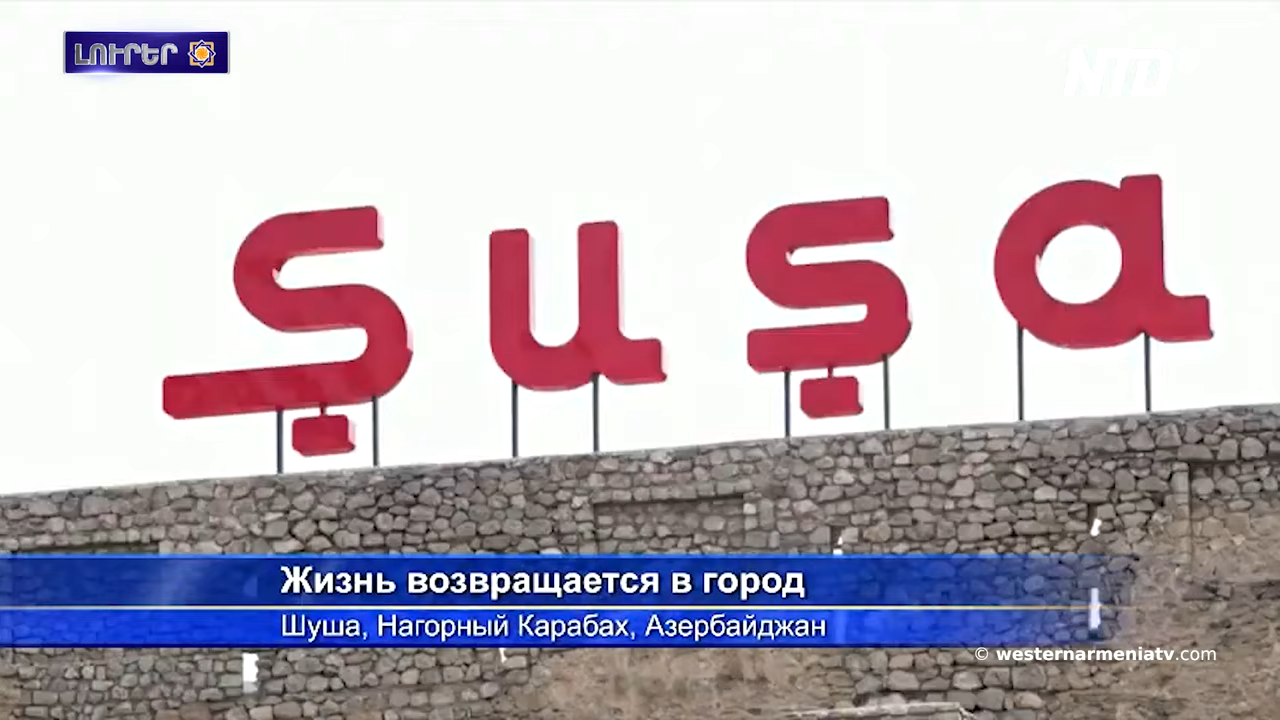 ԼՈՒՐԵՐ
NTD
Şuşa
Жизнь возвращается в город
Шуша, Нагорный Карабах, Азербайджан
© westernarmeniatv.com